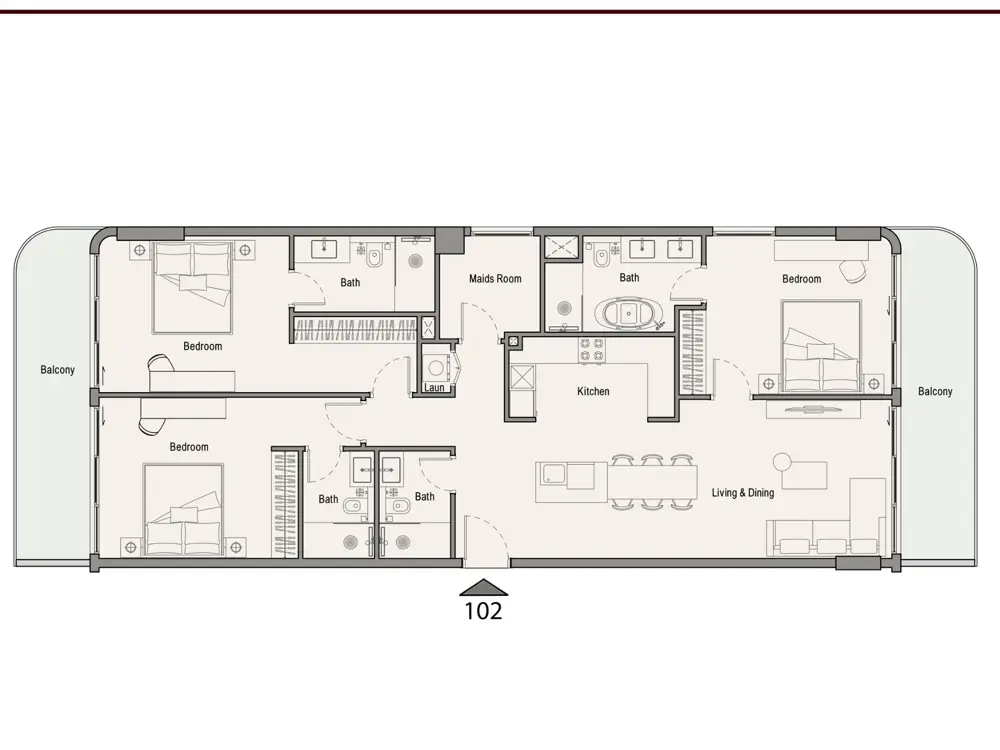 Bath
Maids Room
Bath
Bedroom
Bedroom
Balcony
Laun
Kitchen
Balcony
Bedroom
Bath
Bath
Living & Dining
102